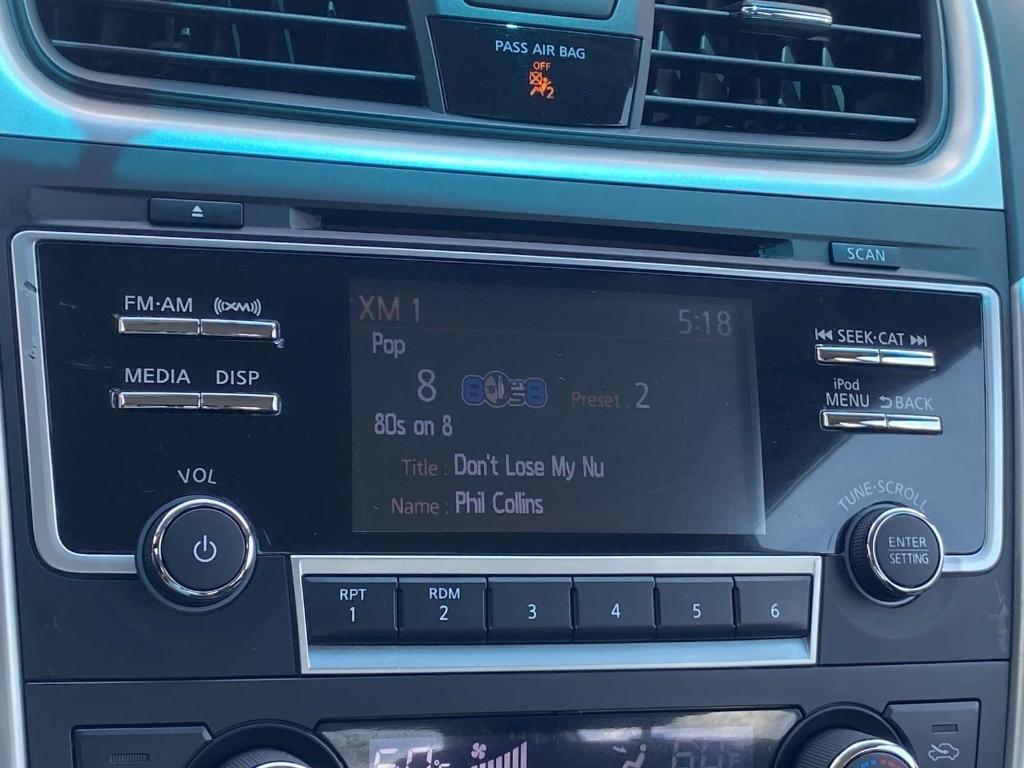 PASS AIR BAG
OFF
2
SCAN
FM·AM ((XM))
MEDIA DISP
VOL
XM 1 5:18
Pop
8 Preset : 2
80s on 8
Title : Don't Lose My Nu
Name : Phil Collins
SEEK·CAT
iPod
MENU BACK
TUNE·SCROLL
ENTER
SETTING
RPT
1
RDM
2
3
4
5
6
60°F